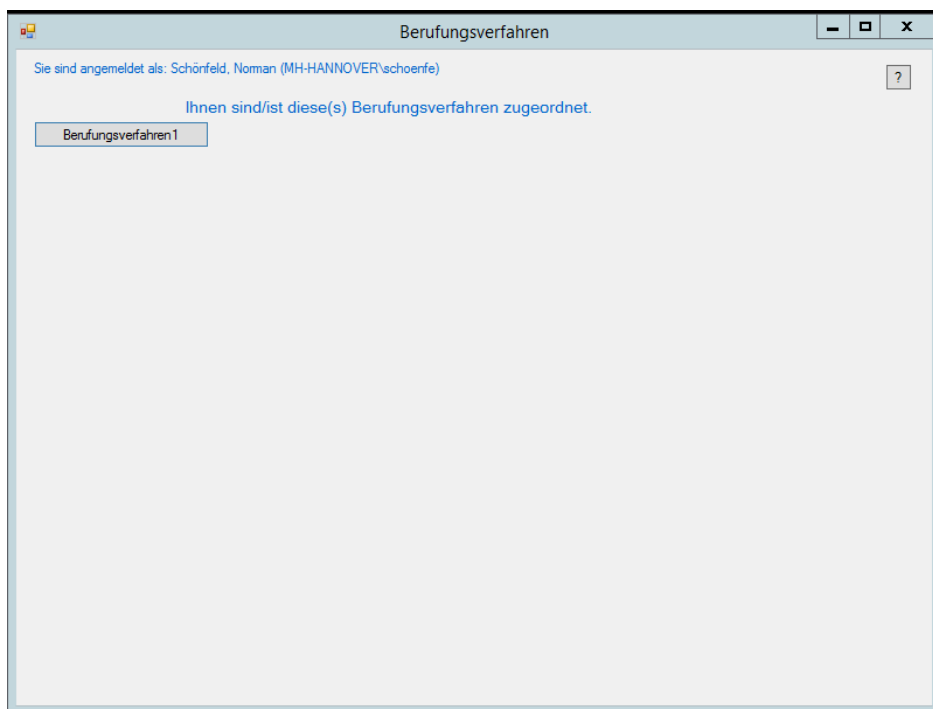 Berufungsverfahren
Sie sind angemeldet als: Schönfeld, Norman (MH-HANNOVER\schoenfe)
?
Ihnen sind/ist diese(s) Berufungsverfahren zugeordnet.
Berufungsverfahren1